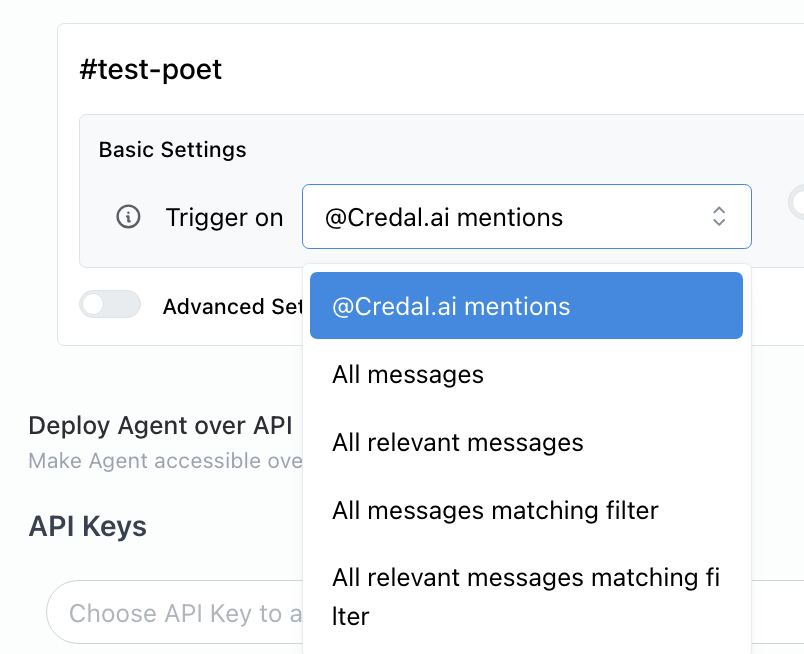 #test-poet
Basic Settings
Trigger on
@Credal.ai mentions
@Credal.ai mentions
All messages
All relevant messages
All messages matching filter
All relevant messages matching fi
lter
Advanced Set
Deploy Agent over API
Make Agent accessible ove
API Keys
Choose API Key to a